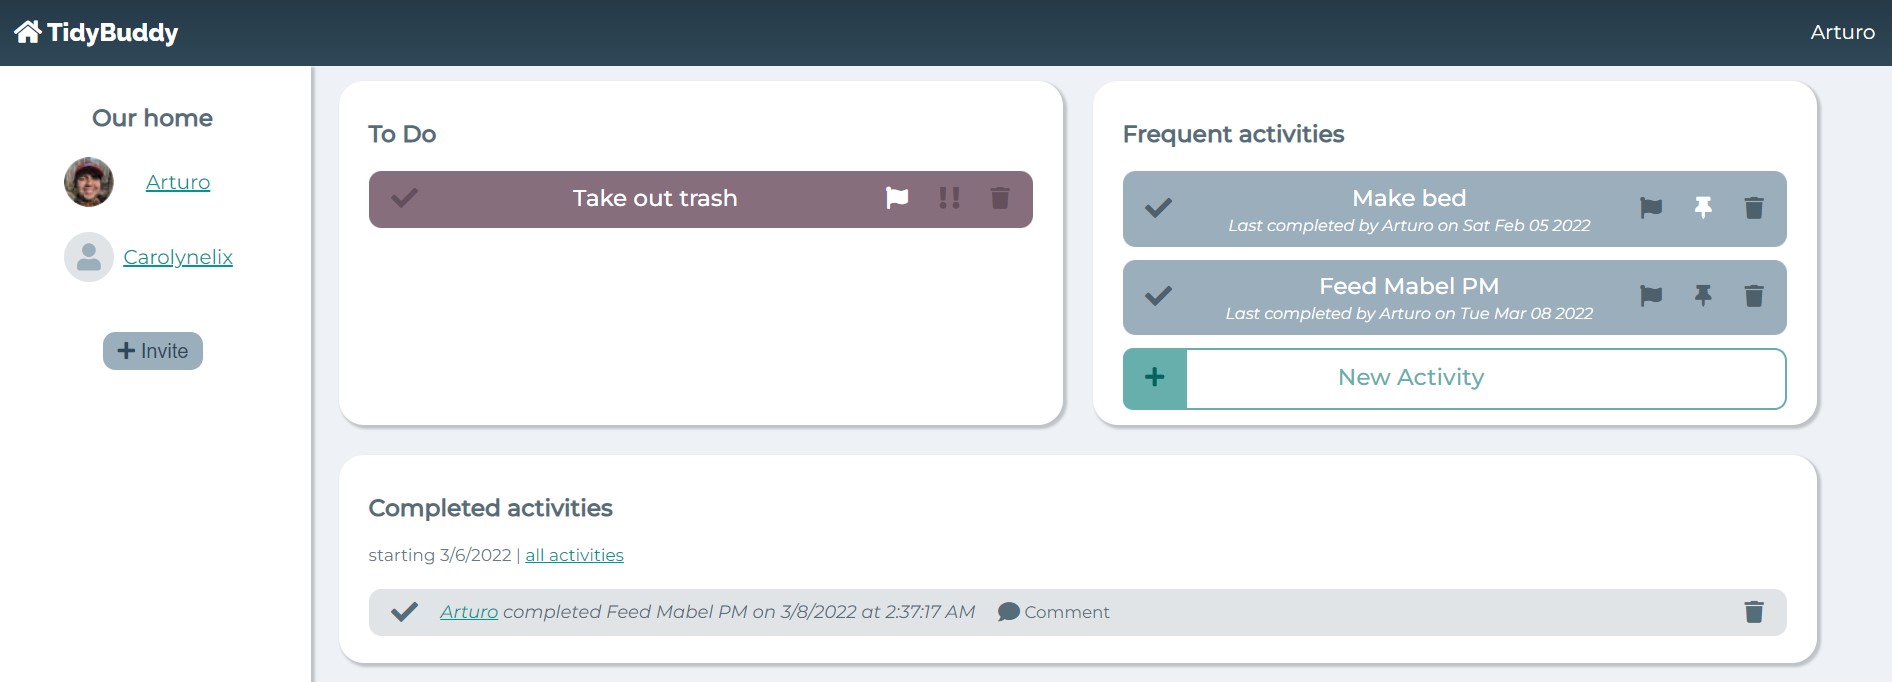 TidyBuddy
Arturo
Our home
Arturo
Carolynelix
Invite
To Do
Take out trash
Frequent activities
Make bed
Last completed by Arturo on Sat Feb 05 2022
Feed Mabel PM
Last completed by Arturo on Tue Mar 08 2022
+ New Activity
Completed activities
starting 3/6/2022 | all activities
Arturo completed Feed Mabel PM on 3/8/2022 at 2:37:17 AM Comment